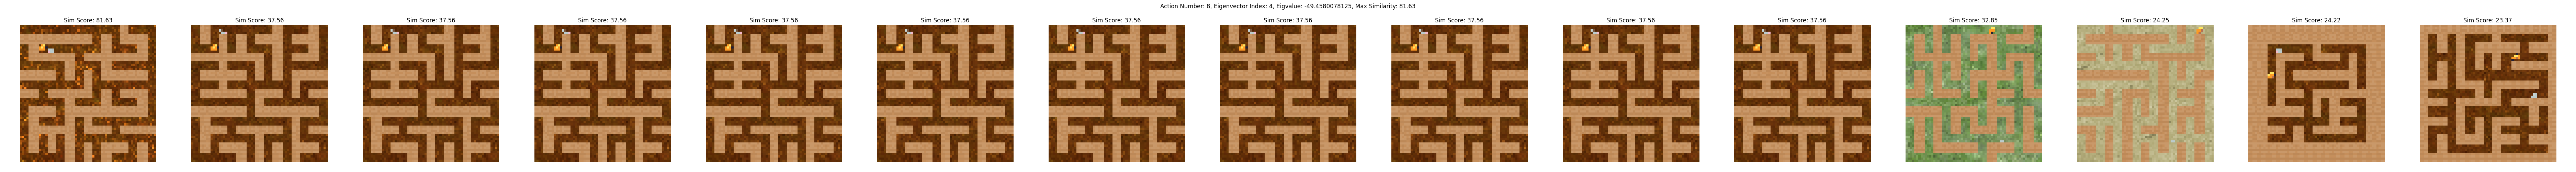 Action Number: 8, Eigenvector Index: 4, Eigvalue: -49.4580078125, Max Similarity: 81.63
Sim Score: 81.63
Sim Score: 37.56
Sim Score: 37.56
Sim Score: 37.56
Sim Score: 37.56
Sim Score: 37.56
Sim Score: 37.56
Sim Score: 37.56
Sim Score: 37.56
Sim Score: 37.56
Sim Score: 37.56
Sim Score: 32.85
Sim Score: 24.25
Sim Score: 24.22
Sim Score: 23.37